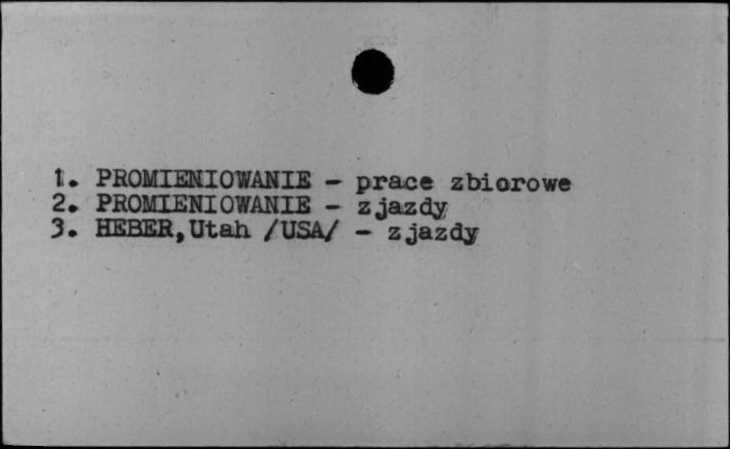 1. PROMIENIOWANIE - prace zbiorowe
2. PROMIENIOWANIE - zjazdy
3. HEBER,Utah /USA/ - zjazdy